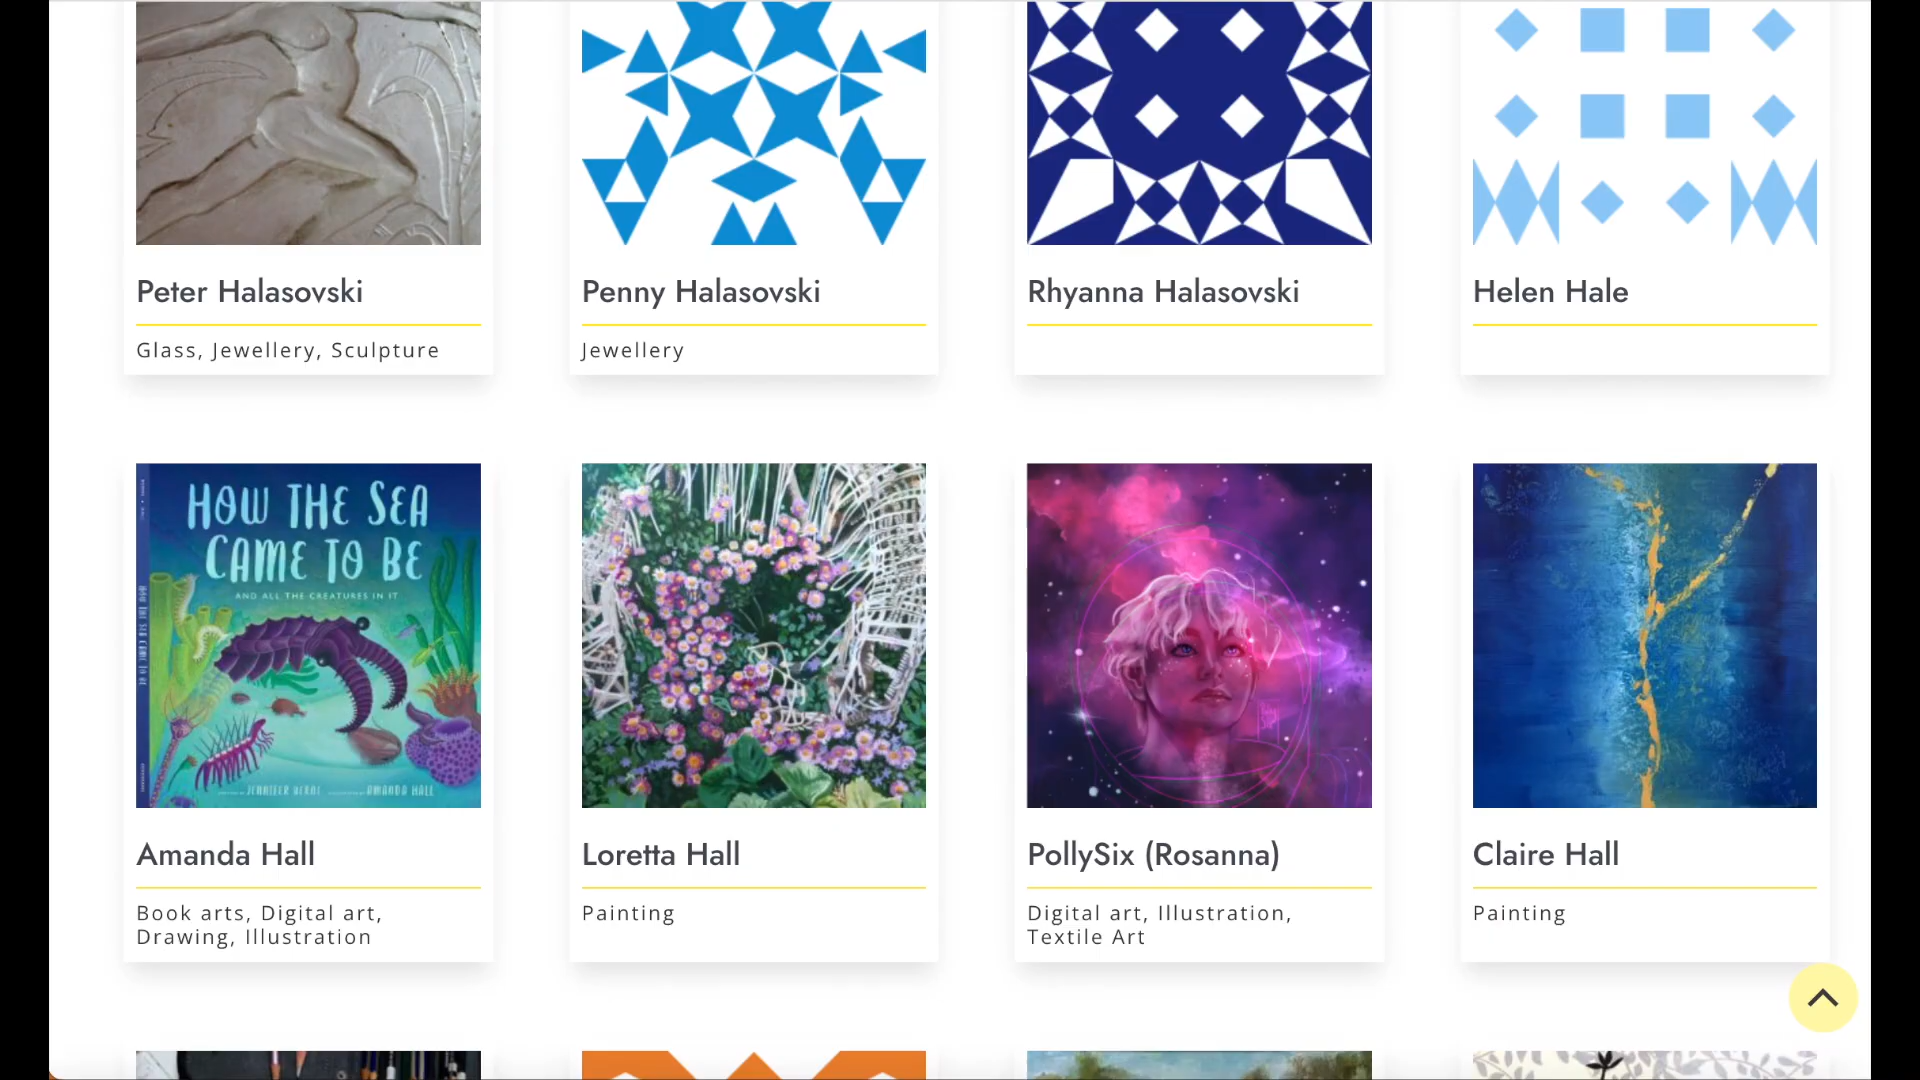 Peter Halasovski
Glass, Jewellery, Sculpture
Penny Halasovski
Jewellery
Rhyanna Halasovski
Helen Hale
HOW THE SEA
CAME TO BE
AND ALL THE CREATURES IN IT
AMANDA HALL
Amanda Hall
Book arts, Digital art,
Drawing, Illustration
Loretta Hall
Painting
PollySix (Rosanna)
Digital art, Illustration,
Textile Art
Claire Hall
Painting